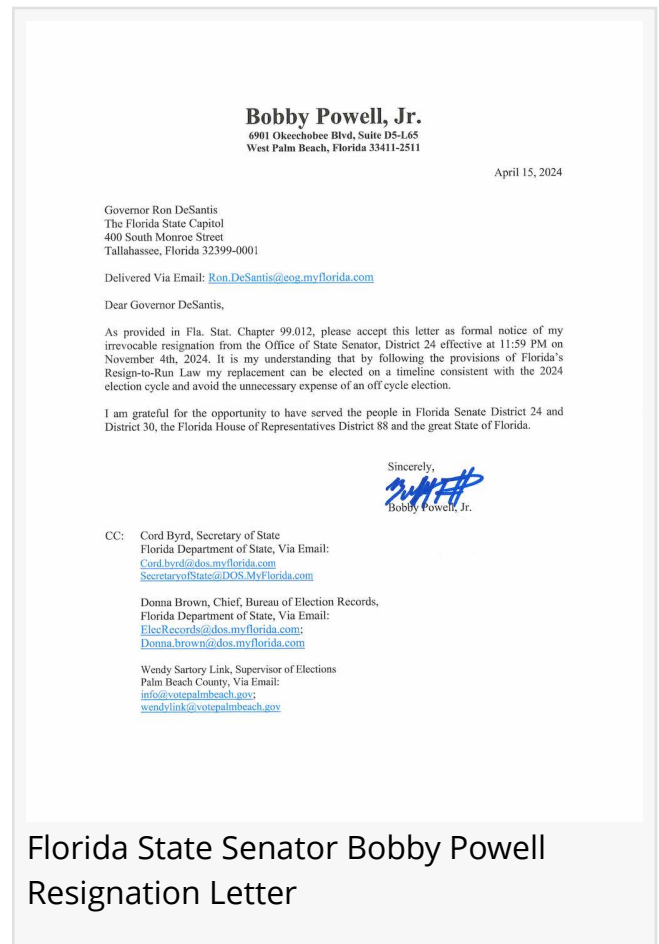 Bobby Powell, Jr.
6901 Okeechobee Blvd, Suite D5-L65
West Palm Beach, Florida 33411-2511
April 15, 2024
Governor Ron DeSantis
The Florida State Capitol
400 South Monroe Street
Tallahassee, Florida 32399-0001
Delivered Via Email: Ron.DeSantis@eog.myflorida.com
Dear Governor DeSantis,
As provided in Fla. Stat. Chapter 99.012, please accept this letter as formal notice of my
irrevocable resignation from the Office of State Senator, District 24 effective at 11:59 PM on
November 4th, 2024. It is my understanding that by following the provisions of Florida's
Resign-to-Run Law my replacement can be elected on a timeline consistent with the 2024
election cycle and avoid the unnecessary expense of an off cycle election.
I am grateful for the opportunity to have served the people in Florida Senate District 24 and
District 30, the Florida House of Representatives District 88 and the great State of Florida.
Sincerely,
Bobby Powell, Jr.
CC: Cord Byrd, Secretary of State
Florida Department of State, Via Email:
Cord.byrd@dos.myflorida.com
SecretaryofState@DOS.MyFlorida.com
Donna Brown, Chief, Bureau of Election Records,
Florida Department of State, Via Email:
ElecRecords@dos.myflorida.com;
Donna.brown@dos.myflorida.com
Wendy Sartory Link, Supervisor of Elections
Palm Beach County, Via Email:
info@votepalmbeach.gov;
wendylink@votepalmbeach.gov
Florida State Senator Bobby Powell
Resignation Letter